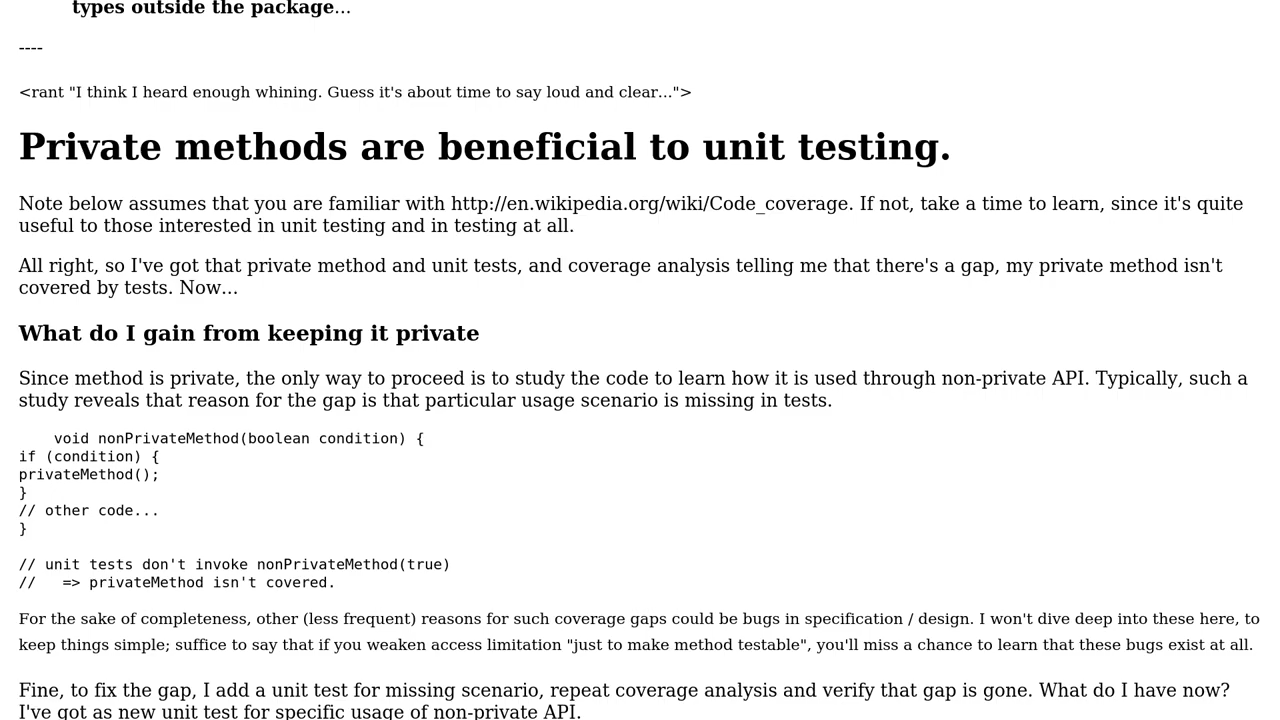 types outside the package...
----
<rant "I think I heard enough whining. Guess it's about time to say loud and clear...">
Private methods are beneficial to unit testing.
Note below assumes that you are familiar with http://en.wikipedia.org/wiki/Code_coverage. If not, take a time to learn, since it's quite
useful to those interested in unit testing and in testing at all.
All right, so I've got that private method and unit tests, and coverage analysis telling me that there's a gap, my private method isn't
covered by tests. Now...
What do I gain from keeping it private
Since method is private, the only way to proceed is to study the code to learn how it is used through non-private API. Typically, such a
study reveals that reason for the gap is that particular usage scenario is missing in tests.
    void nonPrivateMethod(boolean condition) {
if (condition) {
privateMethod();
}
// other code...
}
// unit tests don't invoke nonPrivateMethod(true)
//   => privateMethod isn't covered.
For the sake of completeness, other (less frequent) reasons for such coverage gaps could be bugs in specification / design. I won't dive deep into these here, to
keep things simple; suffice to say that if you weaken access limitation "just to make method testable", you'll miss a chance to learn that these bugs exist at all.
Fine, to fix the gap, I add a unit test for missing scenario, repeat coverage analysis and verify that gap is gone. What do I have now?
I've got as new unit test for specific usage of non-private API.